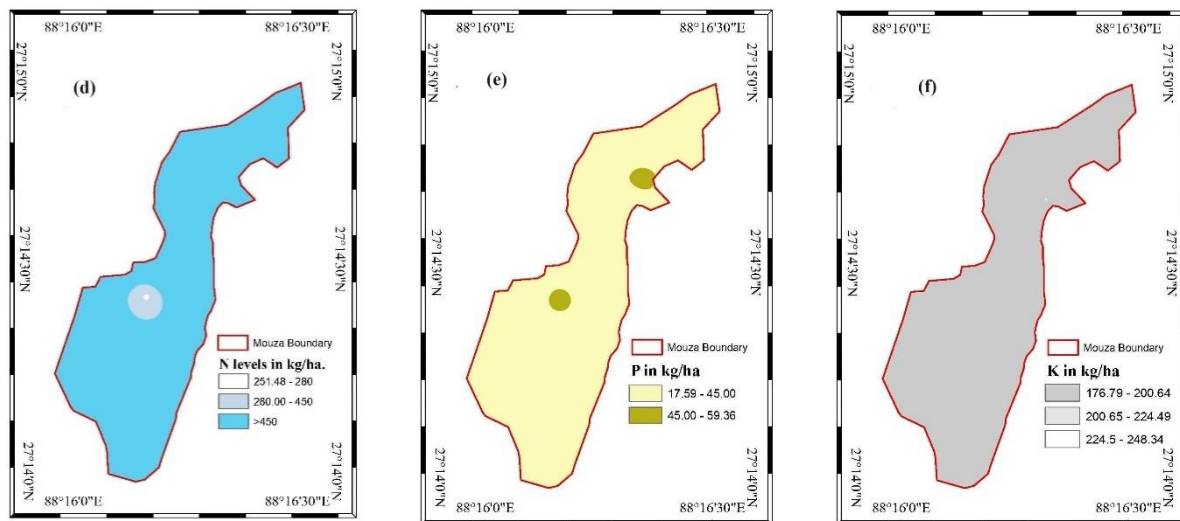 88°16'0"E
88°16'30"E
27°15'0"N
27°15'0"N
(d)
27°14'30"N
27°14'30"N
Mouza Boundary
N levels in kg/ha.
251.48 - 280
280.00 - 450
>450
27°14'0"N
27°14'0"N
88°16'0"E
88°16'30"E
88°16'0"E
88°16'30"E
27°15'0"N
27°15'0"N
(e)
27°14'30"N
27°14'30"N
Mouza Boundary
P in kg/ha
17.59 - 45.00
45.00 - 59.36
27°14'0"N
27°14'0"N
88°16'0"E
88°16'30"E
88°16'0"E
88°16'30"E
27°15'0"N
27°15'0"N
(f)
27°14'30"N
27°14'30"N
Mouza Boundary
K in kg/ha
176.79 - 200.64
200.65 - 224.49
224.5 - 248.34
27°14'0"N
27°14'0"N
88°16'0"E
88°16'30"E